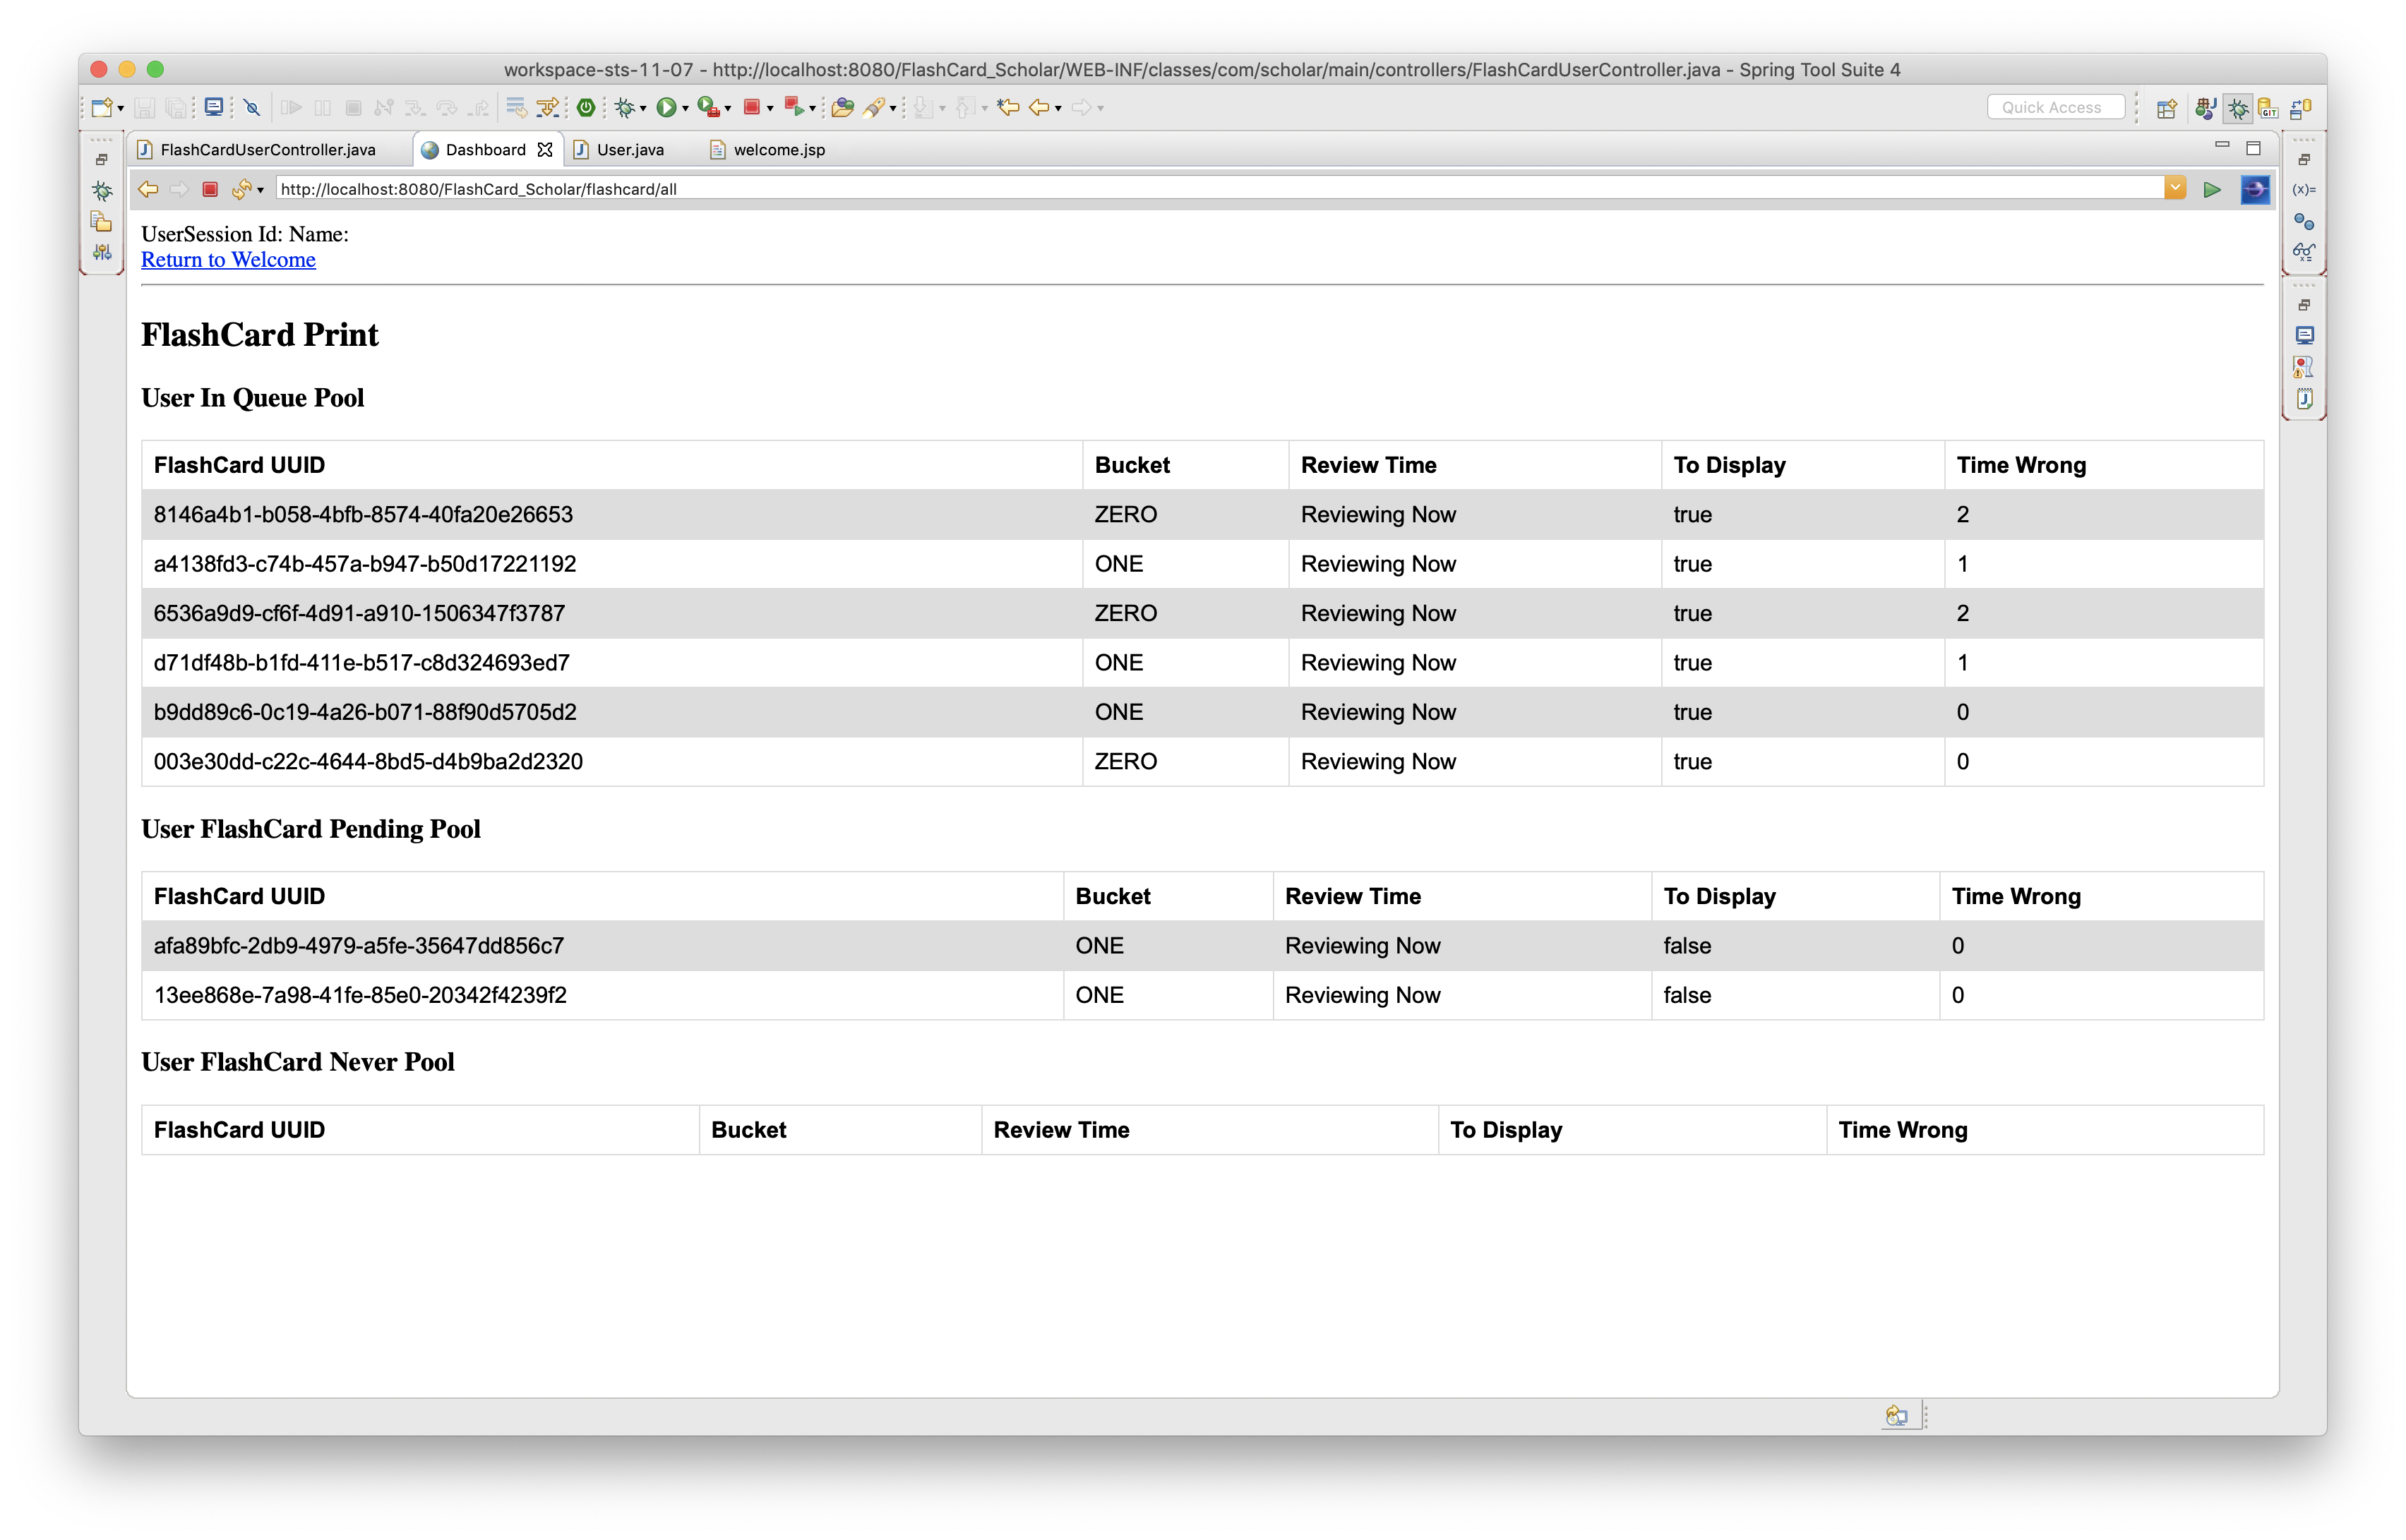 workspace-sts-11-07 - http://localhost:8080/FlashCard_Scholar/WEB-INF/classes/com/scholar/main/controllers/FlashCardUserController.java - Spring Tool Suite 4
Quick Access
FlashCardUserController.java Dashboard User.java welcome.jsp
http://localhost:8080/FlashCard_Scholar/flashcard/all
UserSession Id: Name:
Return to Welcome
FlashCard Print
User In Queue Pool
FlashCard UUID Bucket Review Time To Display Time Wrong
8146a4b1-b058-4bfb-8574-40fa20e26653 ZERO Reviewing Now true 2
a4138fd3-c74b-457a-b947-b50d17221192 ONE Reviewing Now true 1
6536a9d9-cf6f-4d91-a910-1506347f3787 ZERO Reviewing Now true 2
d71df48b-b1fd-411e-b517-c8d324693ed7 ONE Reviewing Now true 1
b9dd89c6-0c19-4a26-b071-88f90d5705d2 ONE Reviewing Now true 0
003e30dd-c22c-4644-8bd5-d4b9ba2d2320 ZERO Reviewing Now true 0
User FlashCard Pending Pool
FlashCard UUID Bucket Review Time To Display Time Wrong
afa89bfc-2db9-4979-a5fe-35647dd856c7 ONE Reviewing Now false 0
13ee868e-7a98-41fe-85e0-20342f4239f2 ONE Reviewing Now false 0
User FlashCard Never Pool
FlashCard UUID Bucket Review Time To Display Time Wrong